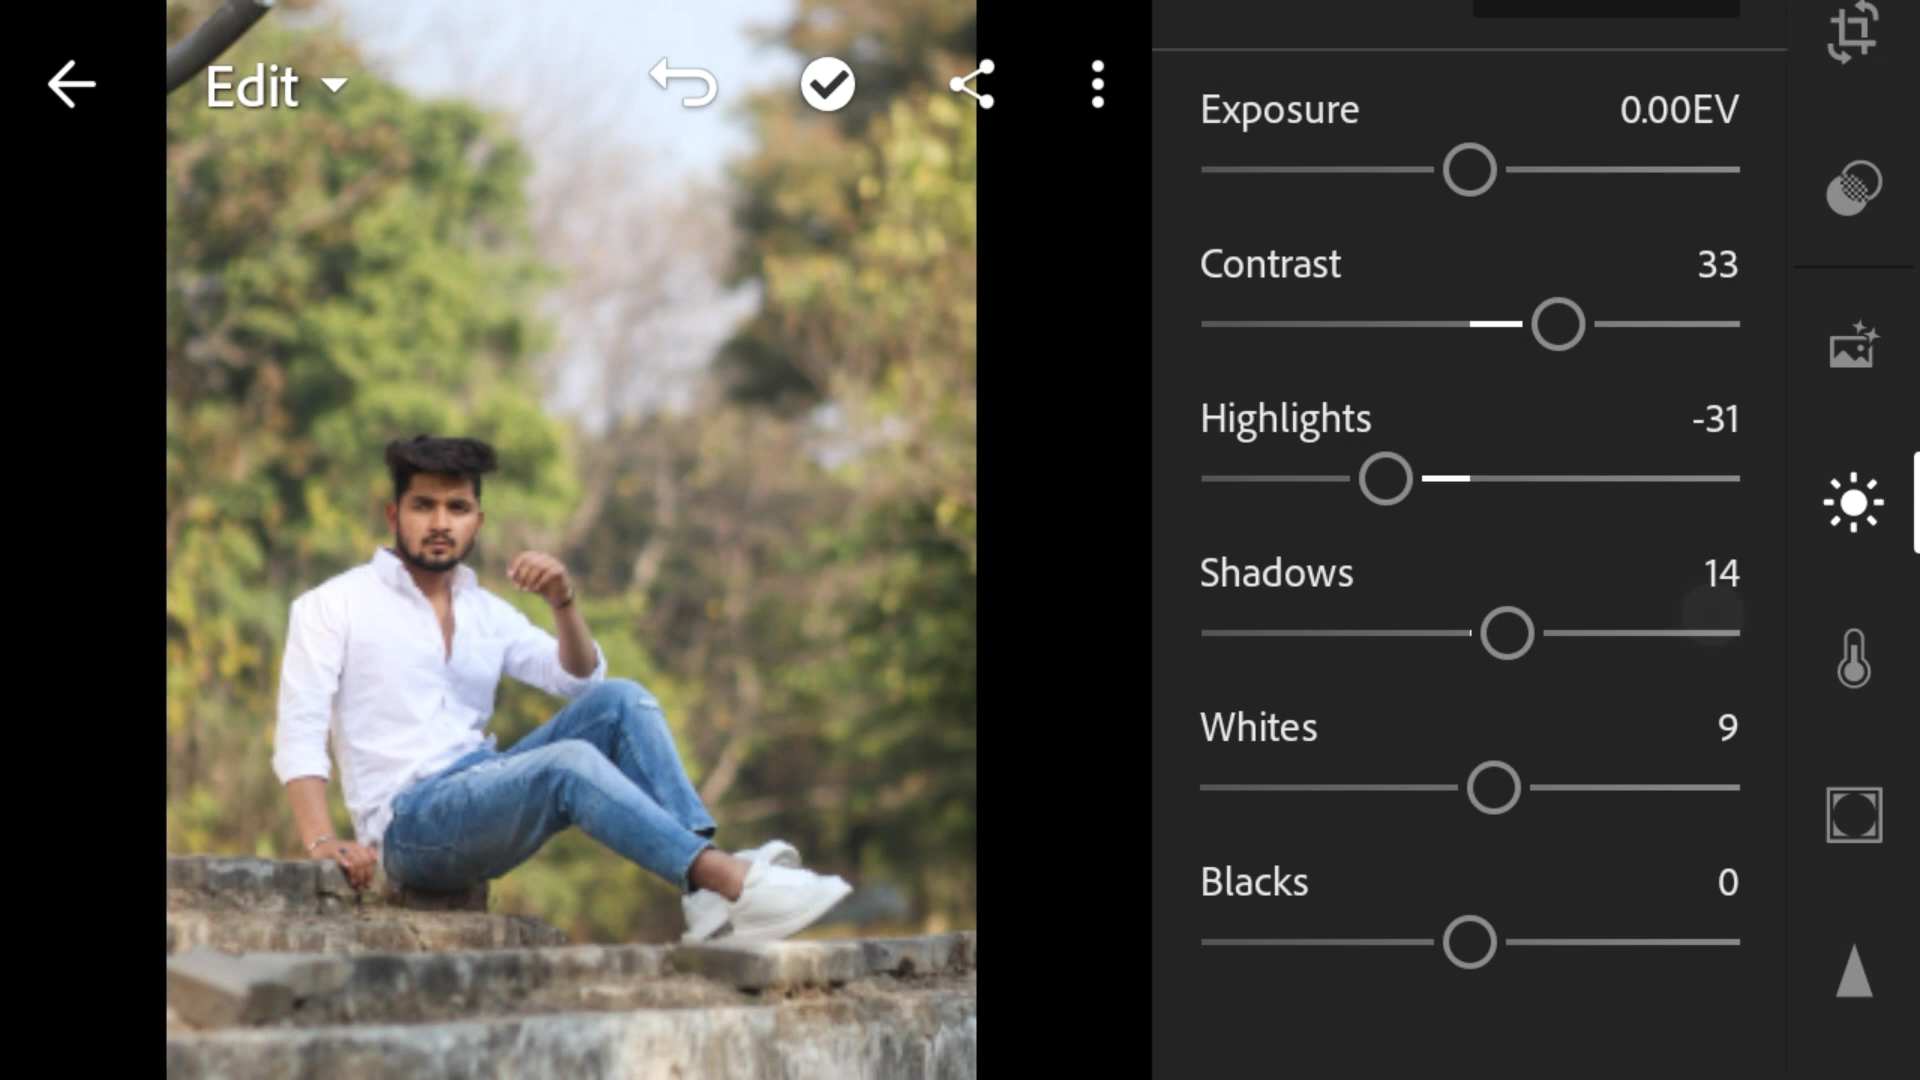 Edit
Exposure 0.00EV
Contrast 33
Highlights -31
Shadows 14
Whites 9
Blacks 0